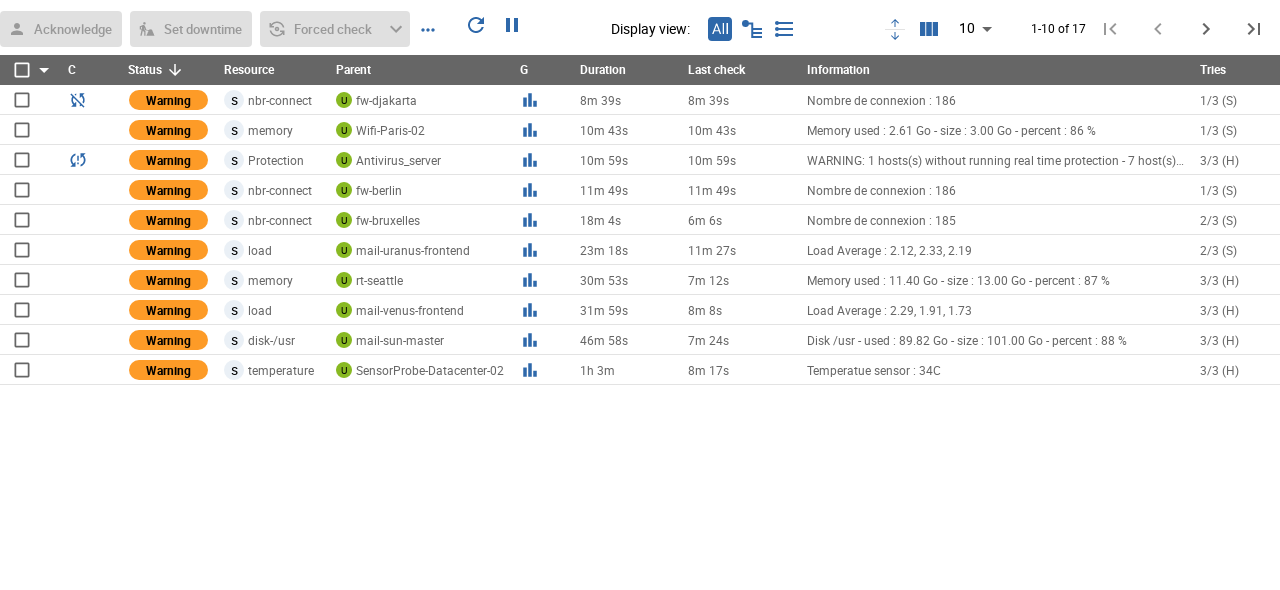 Acknowledge Set downtime Forced check Display view: All 10 1-10 of 17
C Status Resource Parent G Duration Last check Information Tries
Warning S nbr-connect U fw-djakarta 8m 39s 8m 39s Nombre de connexion : 186 1/3 (S)
Warning S memory U Wifi-Paris-02 10m 43s 10m 43s Memory used : 2.61 Go - size : 3.00 Go - percent : 86 % 1/3 (S)
Warning S Protection U Antivirus_server 10m 59s 10m 59s WARNING: 1 hosts(s) without running real time protection - 7 host(s)... 3/3 (H)
Warning S nbr-connect U fw-berlin 11m 49s 11m 49s Nombre de connexion : 186 1/3 (S)
Warning S nbr-connect U fw-bruxelles 18m 4s 6m 6s Nombre de connexion : 185 2/3 (S)
Warning S load U mail-uranus-frontend 23m 18s 11m 27s Load Average : 2.12, 2.33, 2.19 2/3 (S)
Warning S memory U rt-seattle 30m 53s 7m 12s Memory used : 11.40 Go - size : 13.00 Go - percent : 87 % 3/3 (H)
Warning S load U mail-venus-frontend 31m 59s 8m 8s Load Average : 2.29, 1.91, 1.73 3/3 (H)
Warning S disk-/usr U mail-sun-master 46m 58s 7m 24s Disk /usr - used : 89.82 Go - size : 101.00 Go - percent : 88 % 3/3 (H)
Warning S temperature U SensorProbe-Datacenter-02 1h 3m 8m 17s Temperatue sensor : 34C 3/3 (H)